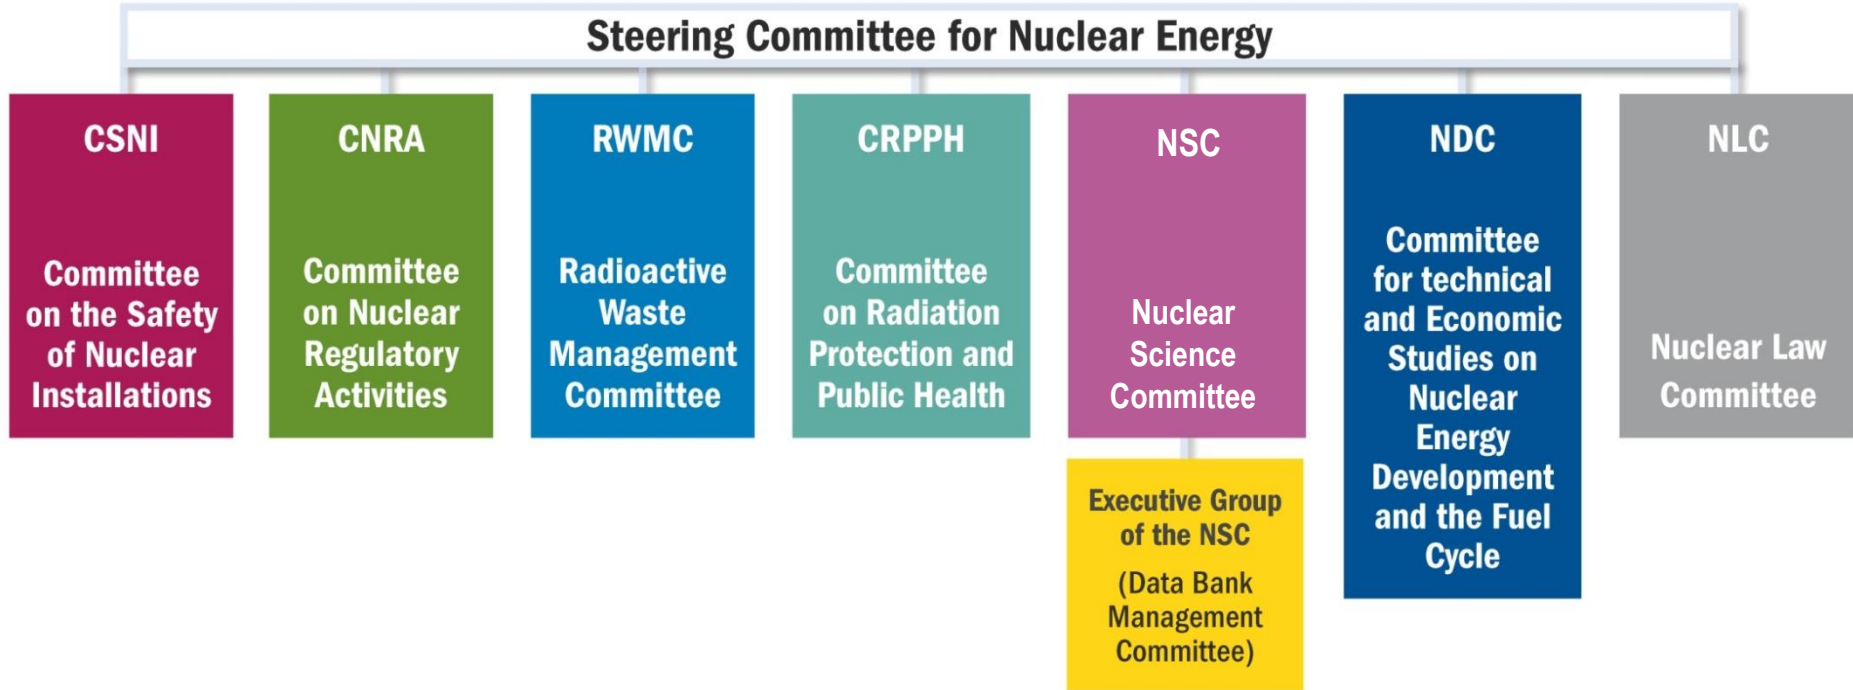 Steering Committee for Nuclear Energy
CSNI
Committee
on the Safety
of Nuclear
Installations
CNRA
Committee
on Nuclear
Regulatory
Activities
RWMC
Radioactive
Waste
Management
Committee
CRPPH
Committee
on Radiation
Protection and
Public Health
NSC
Nuclear
Science
Committee
Executive Group
of the NSC
(Data Bank
Management
Committee)
NDC
Committee
for technical
and Economic
Studies on
Nuclear
Energy
Development
and the Fuel
Cycle
NLC
Nuclear Law
Committee